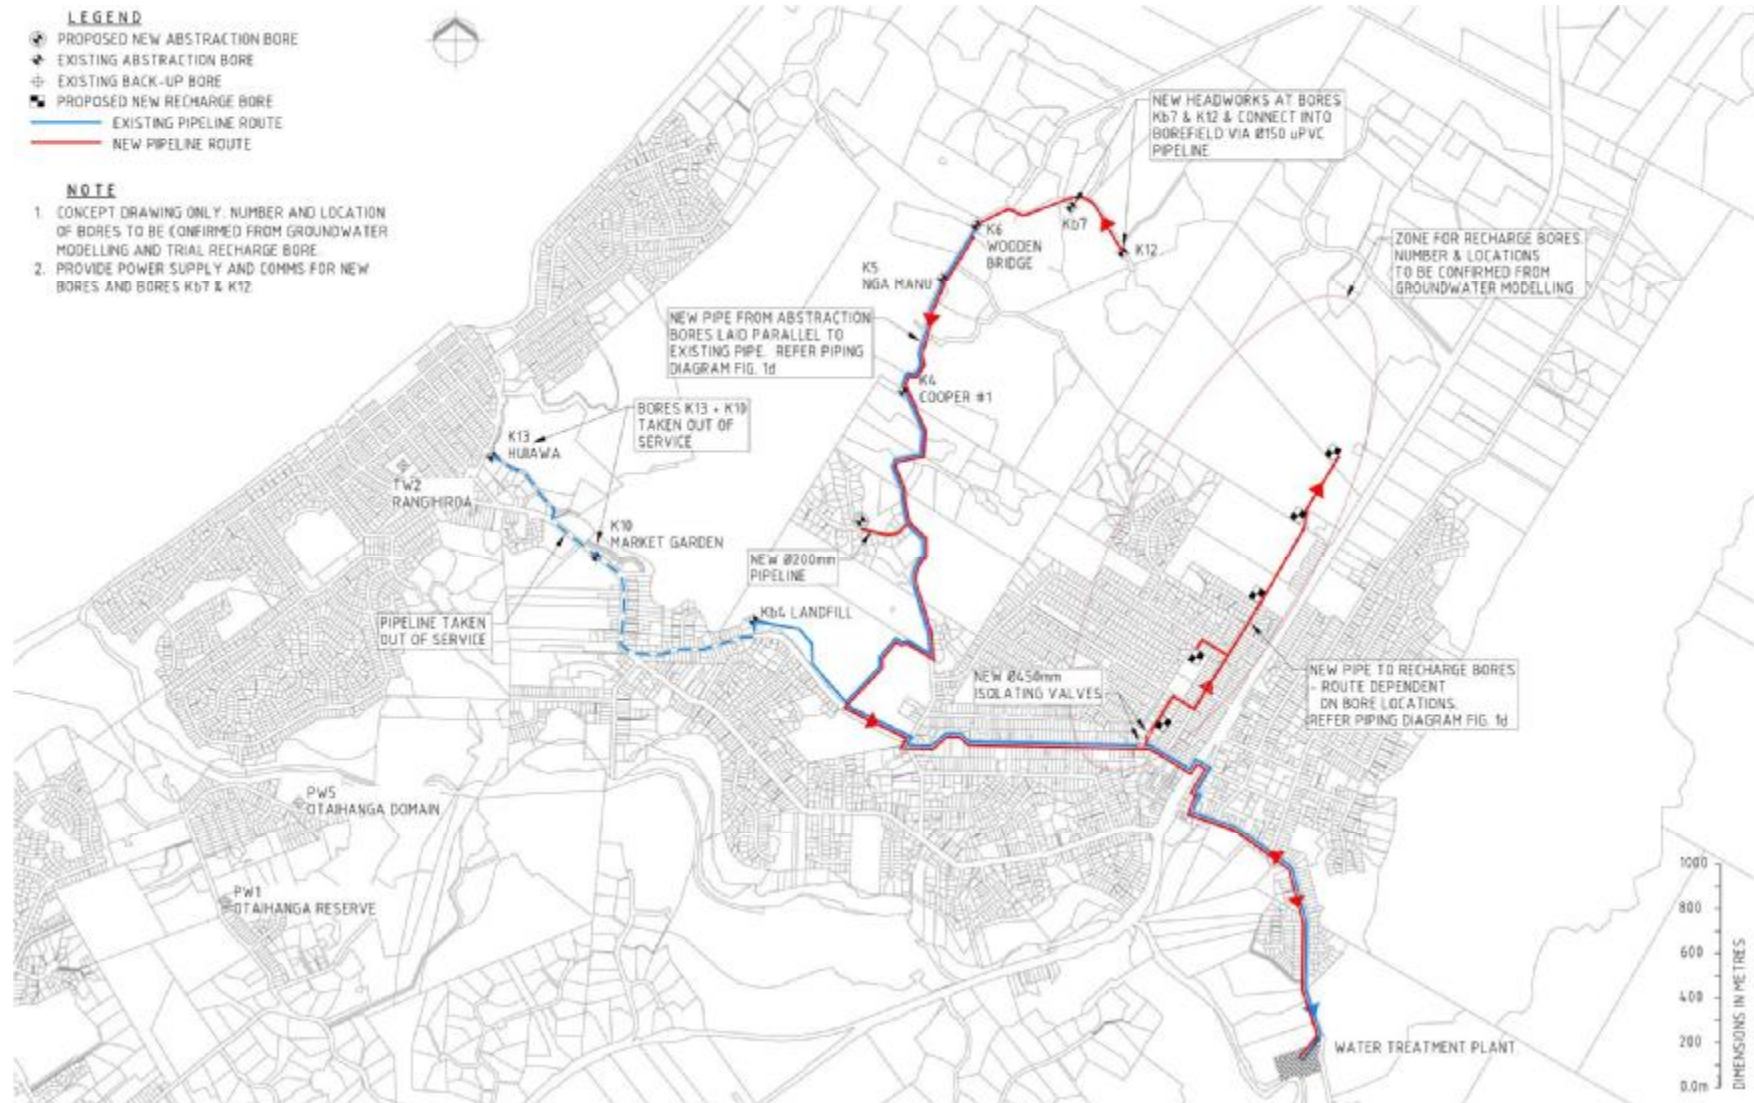 LEGEND
PROPOSED NEW ABSTRACTION BORE
EXISTING ABSTRACTION BORE
EXISTING BACK-UP BORE
PROPOSED NEW RECHARGE BORE
EXISTING PIPELINE ROUTE
NEW PIPELINE ROUTE
NOTE
1. CONCEPT DRAWING ONLY. NUMBER AND LOCATION
OF BORES TO BE CONFIRMED FROM GROUNDWATER
MODELLING AND TRIAL RECHARGE BORE.
2. PROVIDE POWER SUPPLY AND COMMS FOR NEW
BORES AND BORES Kb7 & K12.
NEW HEADWORKS AT BORES
Kb7 & K12 & CONNECT INTO
BOREFIELD VIA Ø150 uPVC
PIPELINE
Kb7
K6
WOODEN
BRIDGE
K12
ZONE FOR RECHARGE BORES.
NUMBER & LOCATIONS
TO BE CONFIRMED FROM
GROUNDWATER MODELLING
K5
NGA MANU
NEW PIPE FROM ABSTRACTION
BORES LAID PARALLEL TO
EXISTING PIPE. REFER PIPING
DIAGRAM FIG. 1d
K4
COOPER #1
BORES K13 + K10
TAKEN OUT OF
SERVICE
K13
HUIAWA
TW2
RANGIHIROA
K10
MARKET GARDEN
NEW Ø200mm
PIPELINE
Kb4 LANDFILL
PIPELINE TAKEN
OUT OF SERVICE
NEW Ø450mm
ISOLATING VALVES
NEW PIPE TO RECHARGE BORES
- ROUTE DEPENDENT
ON BORE LOCATIONS.
REFER PIPING DIAGRAM FIG. 1d
PW5
OTAIHANGA DOMAIN
PW1
OTAIHANGA RESERVE
WATER TREATMENT PLANT
1000
800
600
400
200
0.0m
DIMENSIONS IN METRES